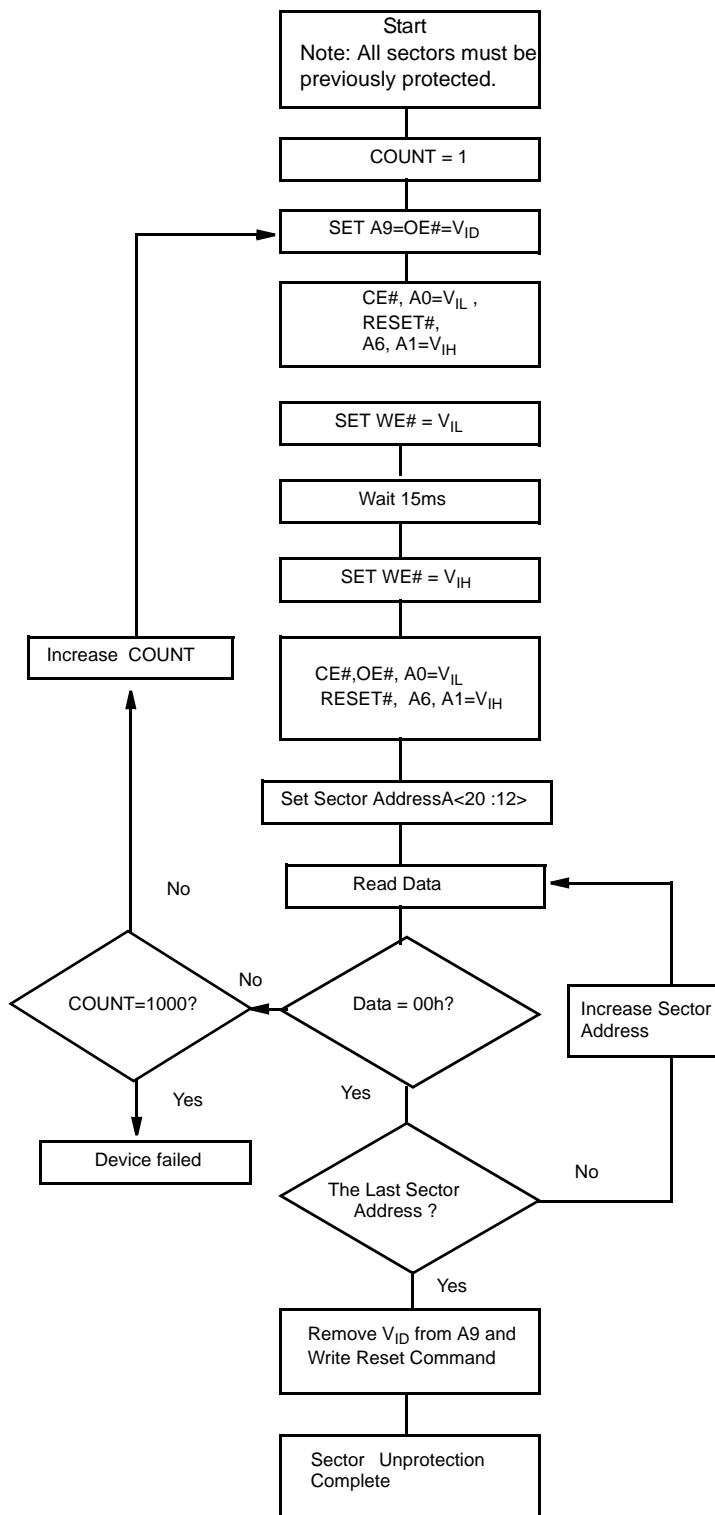 Start
Note: All sectors must be
previously protected.
COUNT = 1
SET A9=OE#=VID
CE#, A0=VIL ,
RESET#,
A6, A1=VIH
SET WE# = VIL
Wait 15ms
SET WE# = VIH
Increase COUNT
CE#,OE#, A0=VIL
RESET#, A6, A1=VIH
Set Sector AddressA<20 :12>
Read Data
No
No
COUNT=1000?
Data = 00h?
Increase Sector
Address
Yes
Yes
Device failed
No
The Last Sector
Address ?
Yes
Remove VID from A9 and
Write Reset Command
Sector Unprotection
Complete